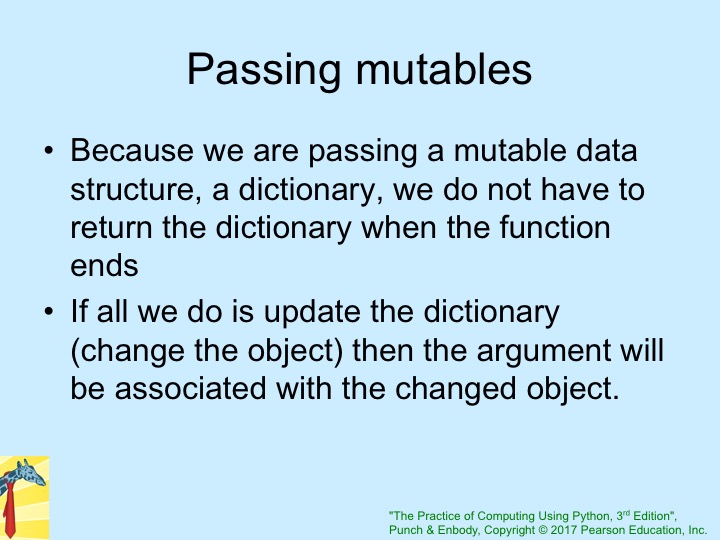 Passing mutables
• Because we are passing a mutable data
structure, a dictionary, we do not have to
return the dictionary when the function
ends
• If all we do is update the dictionary
(change the object) then the argument will
be associated with the changed object.
"The Practice of Computing Using Python, 3rd Edition",
Punch & Enbody, Copyright © 2017 Pearson Education, Inc.